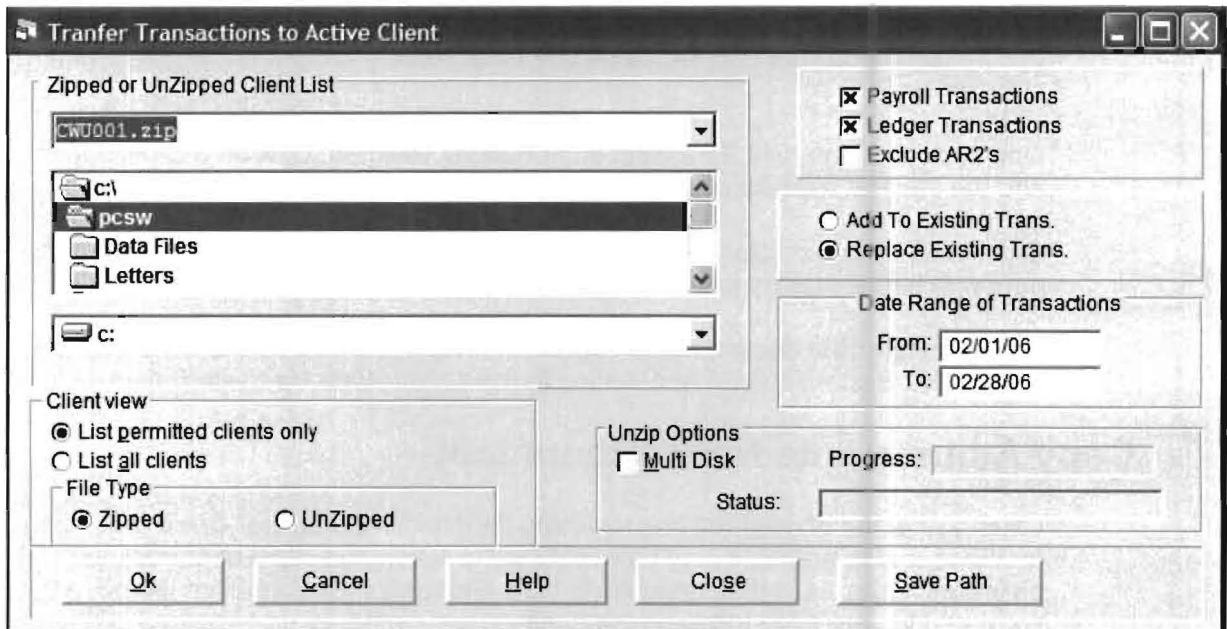 Tranfer Transactions to Active Client
Zipped or UnZipped Client List
CWU001.zip
c:\
pcsw
Data Files
Letters
c:
Payroll Transactions
Ledger Transactions
Exclude AR2's
Add To Existing Trans.
Replace Existing Trans.
Date Range of Transactions
From: 02/01/06
To: 02/28/06
Client view
List permitted clients only
List all clients
File Type
Zipped
UnZipped
Unzip Options
Multi Disk
Progress:
Status:
Ok
Cancel
Help
Close
Save Path